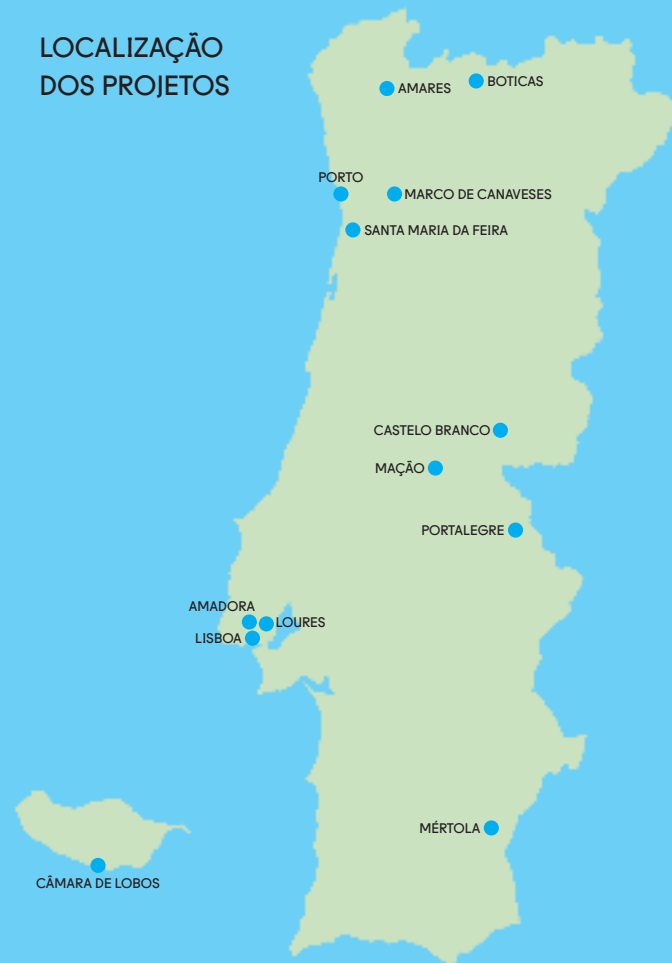 LOCALIZAÇÃO
DOS PROJETOS
AMARES
BOTICAS
PORTO
MARCO DE CANAVESES
SANTA MARIA DA FEIRA
CASTELO BRANCO
MAÇÃO
PORTALEGRE
AMADORA
LOURES
LISBOA
MÉRTOLA
CÂMARA DE LOBOS